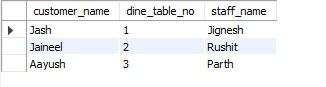 customer_name dine_table_no staff_name
Jash 1 Jignesh
Jaineel 2 Rushit
Aayush 3 Parth